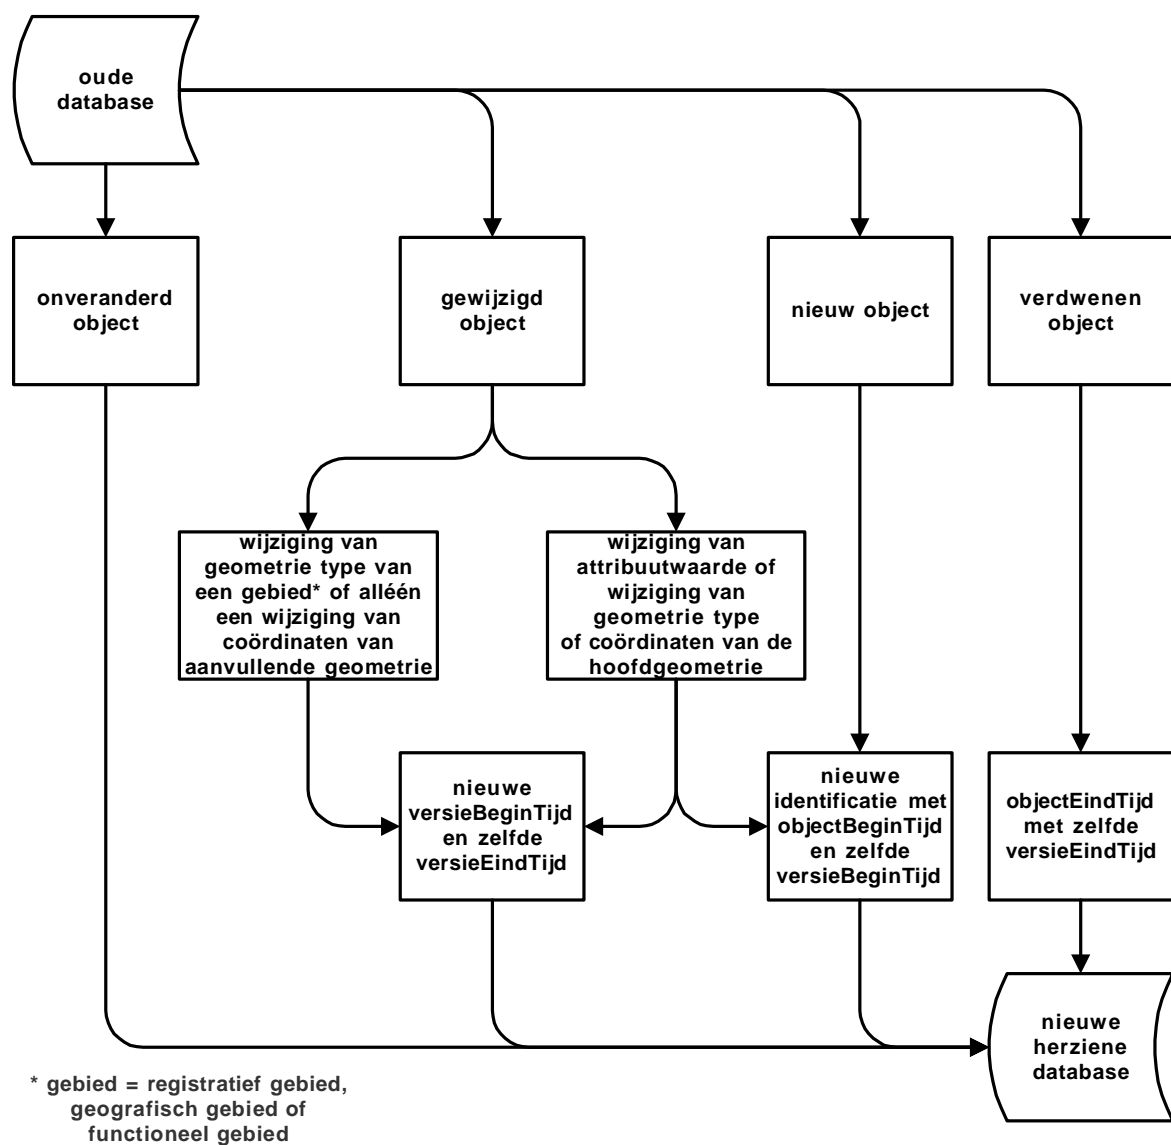 oude
database
onveranderd
object
gewijzigd
object
nieuw object
verdwenen
object
wijziging van
geometrie type van
een gebied* of alléén
een wijziging van
coördinaten van
aanvullende geometrie
wijziging van
attribuutwaarde of
wijziging van
geometrie type
of coördinaten van de
hoofdgeometrie
nieuwe
versieBeginTijd
en zelfde
versieEindTijd
nieuwe
identificatie met
objectBeginTijd
en zelfde
versieBeginTijd
objectEindTijd
met zelfde
versieEindTijd
nieuwe
herziene
database
* gebied = registratief gebied,
geografisch gebied of
functioneel gebied